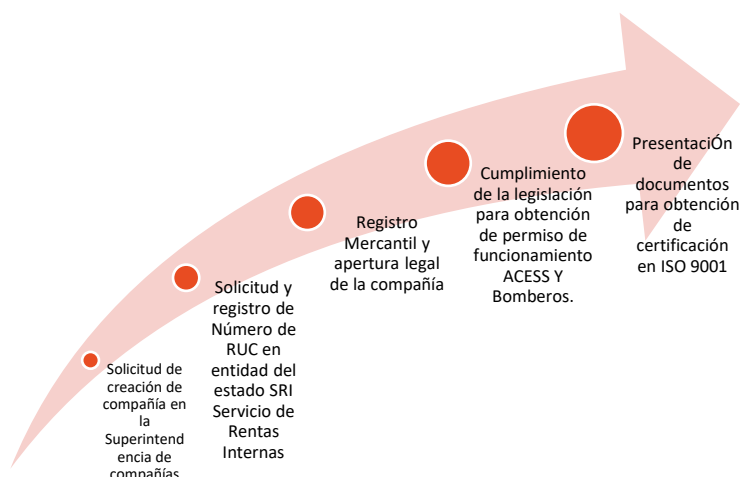 Solicitud de
creación de
compañía en
la
Superintend
encia de
compañías
Solicitud y
registro de
Número de
RUC en
entidad del
estado SRI
Servicio de
Rentas
Internas
Registro
Mercantil y
apertura legal
de la compañía
Cumplimiento
de la legislación
para obtención
de permiso de
funcionamiento
ACESS Y
Bomberos.
PresentaciÓn
de
documentos
para obtención
de
certificación
en ISO 9001